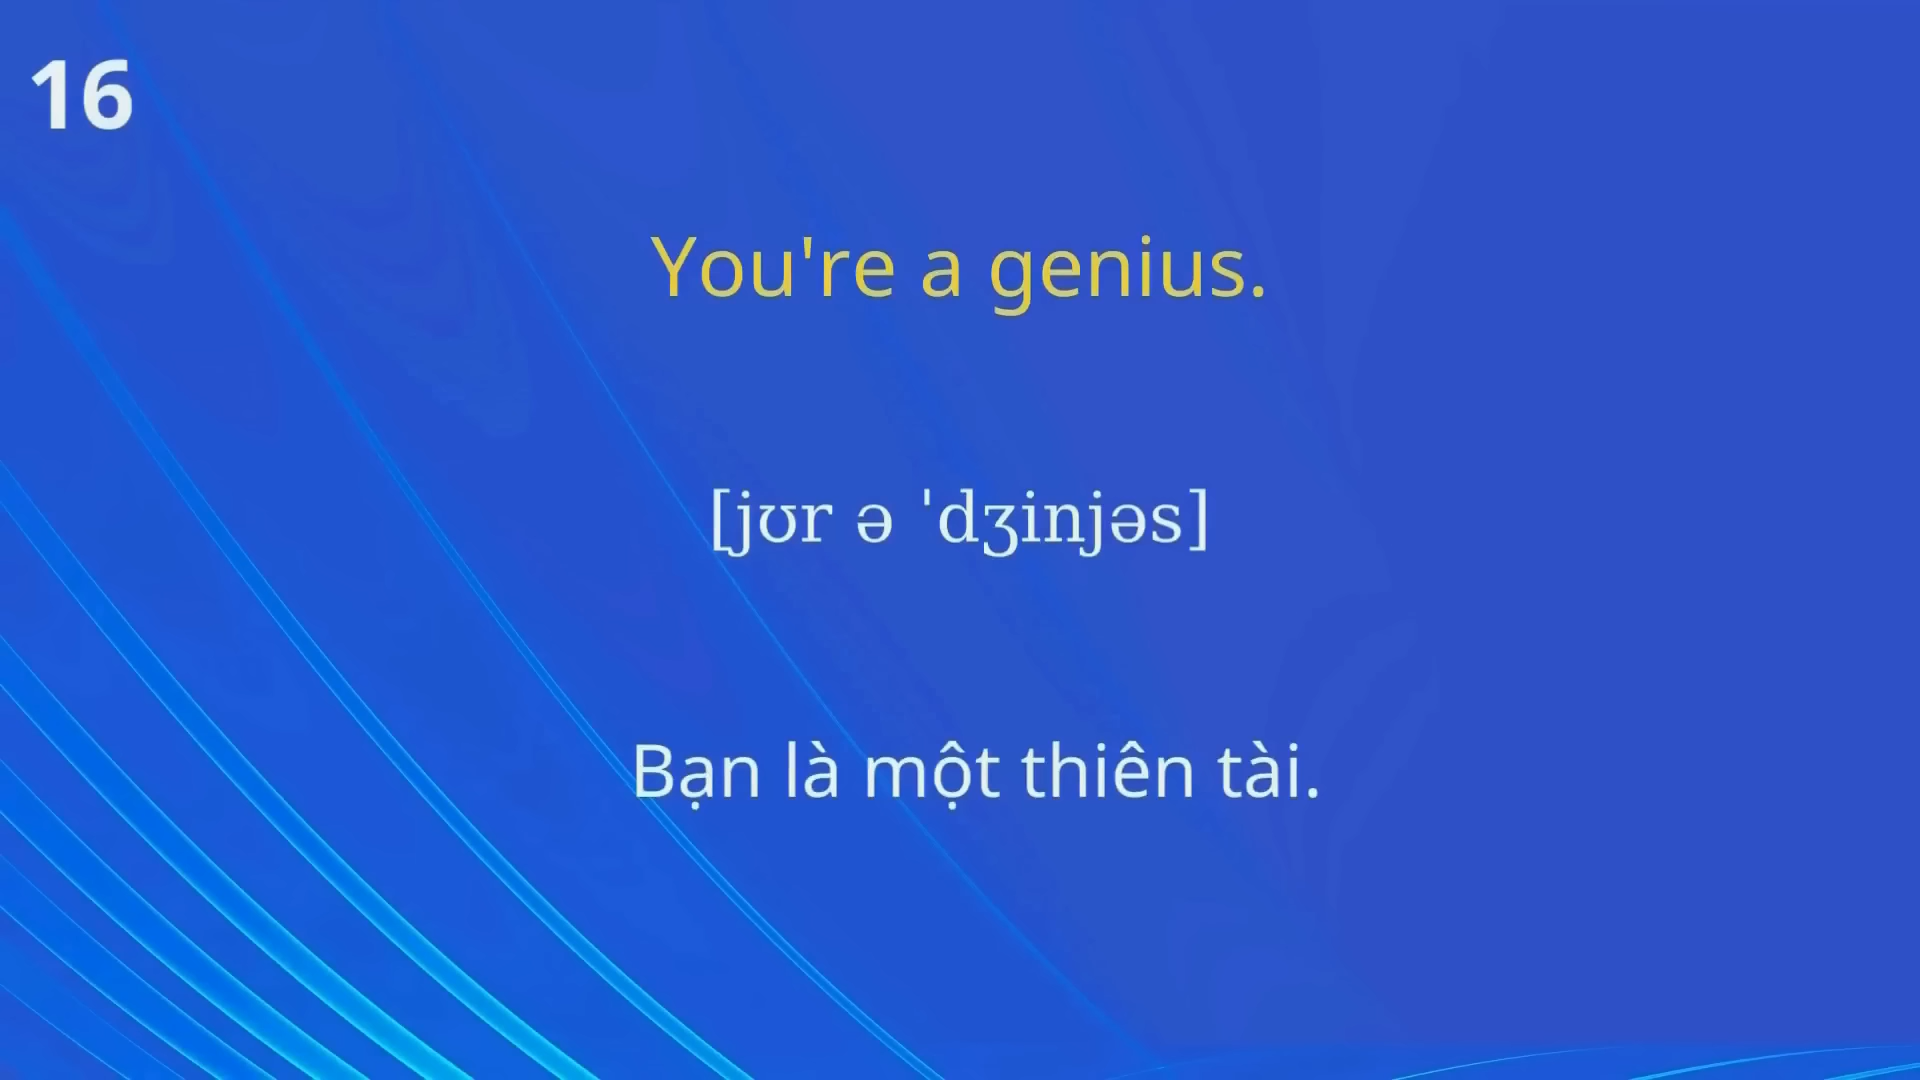 16
You're a genius.
[jʊr ə ˈdʒinjəs]
Bạn là một thiên tài.